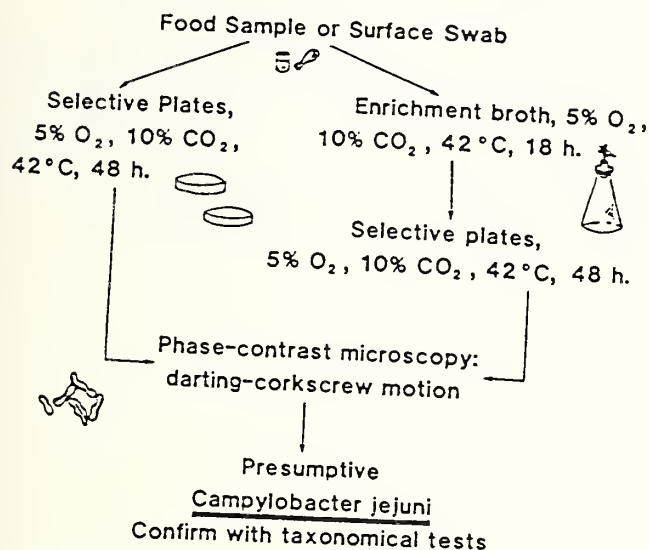 Food Sample or Surface Swab
Selective Plates,
5% O₂, 10% CO₂,
42°C, 48 h.
Enrichment broth, 5% O₂,
10% CO₂, 42°C, 18 h.
Selective plates,
5% O₂, 10% CO₂, 42°C, 48 h.
Phase-contrast microscopy:
darting-corkscrew motion
Presumptive
Campylobacter jejuni
Confirm with taxonomical tests